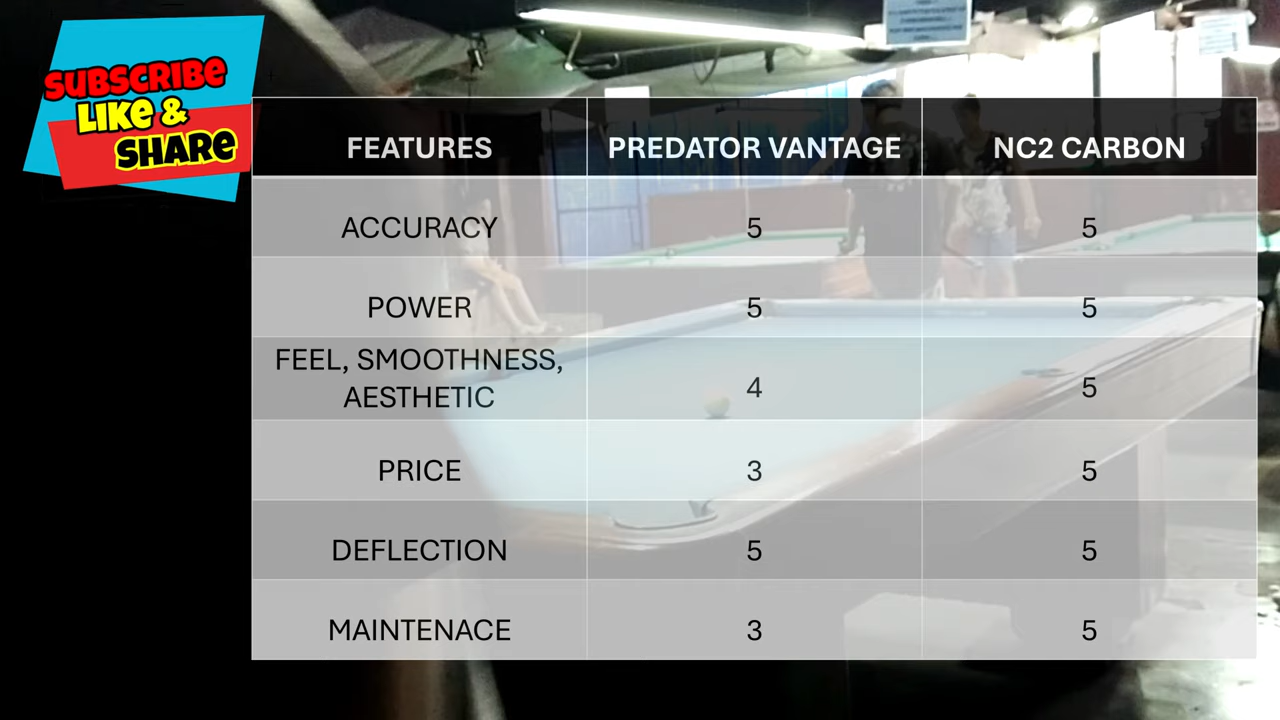 SUBSCRIBE
LIKE &
SHARE
FEATURES PREDATOR VANTAGE NC2 CARBON
ACCURACY 5 5
POWER 5 5
FEEL, SMOOTHNESS,
AESTHETIC 4 5
PRICE 3 5
DEFLECTION 5 5
MAINTENACE 3 5